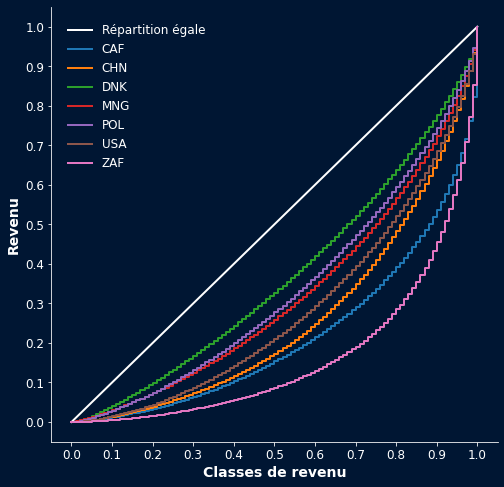 1.0
0.9
0.8
0.7
0.6
0.5
0.4
0.3
0.2
0.1
0.0
Revenu
Répartition égale
CAF
CHN
DNK
MNG
POL
USA
ZAF
0.0 0.1 0.2 0.3 0.4 0.5 0.6 0.7 0.8 0.9 1.0
Classes de revenu